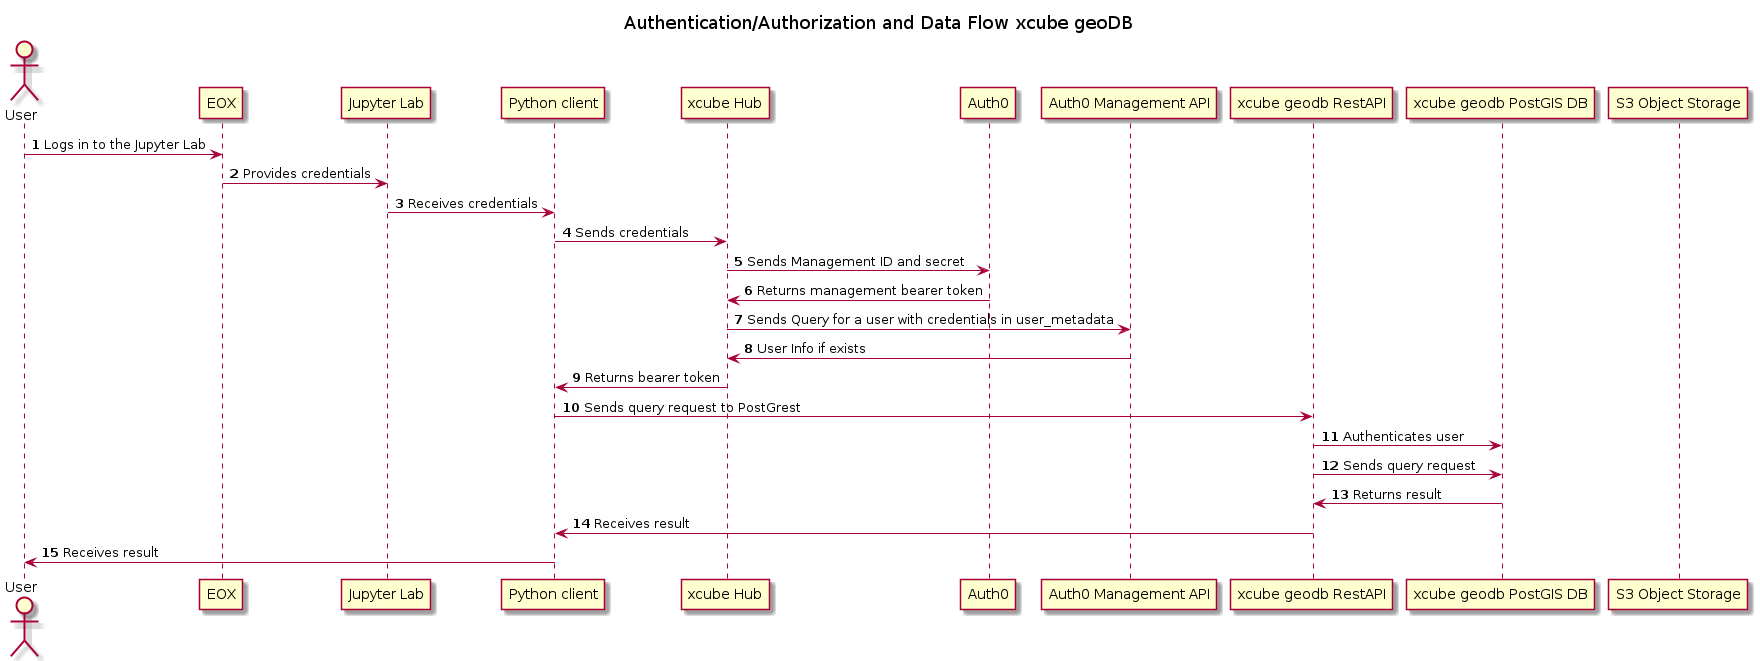 Authentication/Authorization and Data Flow xcube geoDB
User
EOX
Jupyter Lab
Python client
xcube Hub
Auth0
Auth0 Management API
xcube geodb RestAPI
xcube geodb PostGIS DB
S3 Object Storage
1 Logs in to the Jupyter Lab
2 Provides credentials
3 Receives credentials
4 Sends credentials
5 Sends Management ID and secret
6 Returns management bearer token
7 Sends Query for a user with credentials in user_metadata
8 User Info if exists
9 Returns bearer token
10 Sends query request to PostGrest
11 Authenticates user
12 Sends query request
13 Returns result
14 Receives result
15 Receives result
User
EOX
Jupyter Lab
Python client
xcube Hub
Auth0
Auth0 Management API
xcube geodb RestAPI
xcube geodb PostGIS DB
S3 Object Storage